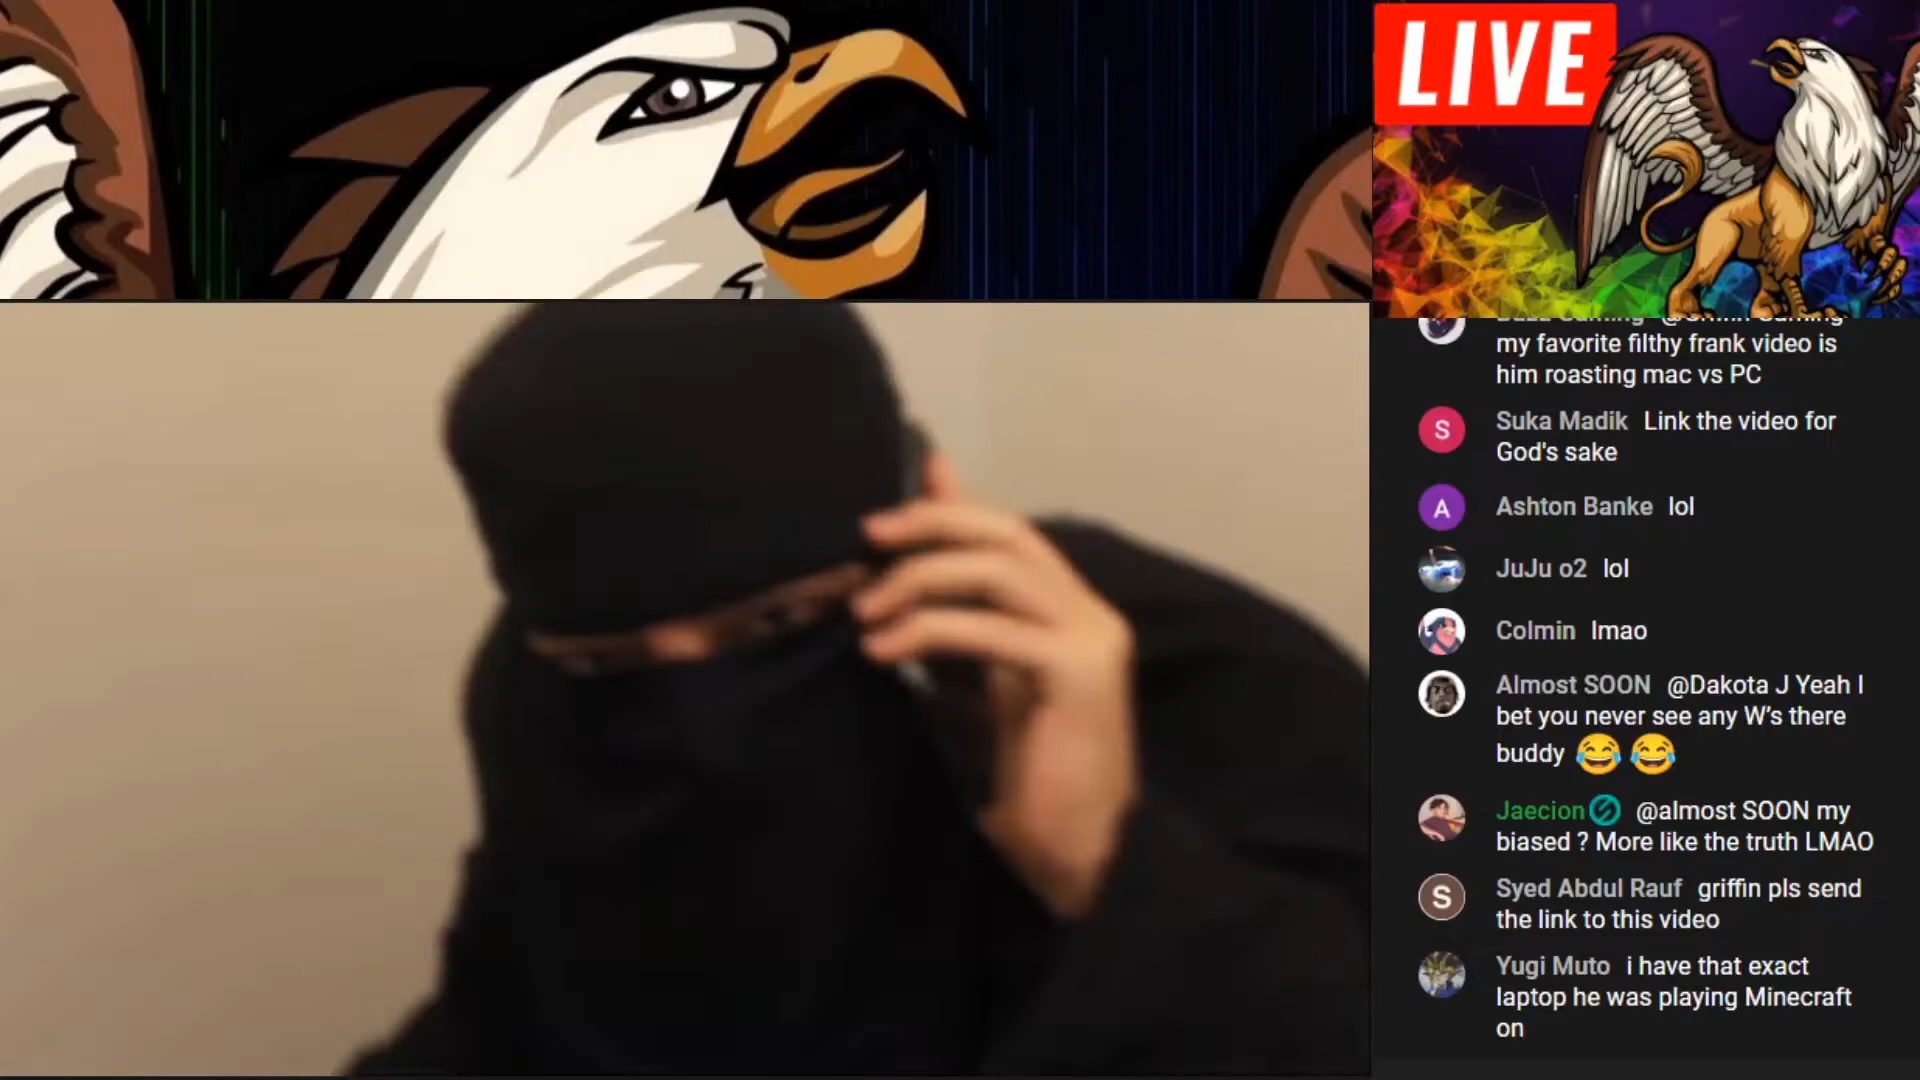 LIVE
my favorite filthy frank video is
him roasting mac vs PC
S
Suka Madik Link the video for
God's sake
A
Ashton Banke lol
JuJu o2 lol
Colmin lmao
Almost SOON @Dakota J Yeah I
bet you never see any W's there
buddy 😂 😂
Jaecion @almost SOON my
biased ? More like the truth LMAO
S
Syed Abdul Rauf griffin pls send
the link to this video
Yugi Muto i have that exact
laptop he was playing Minecraft
on